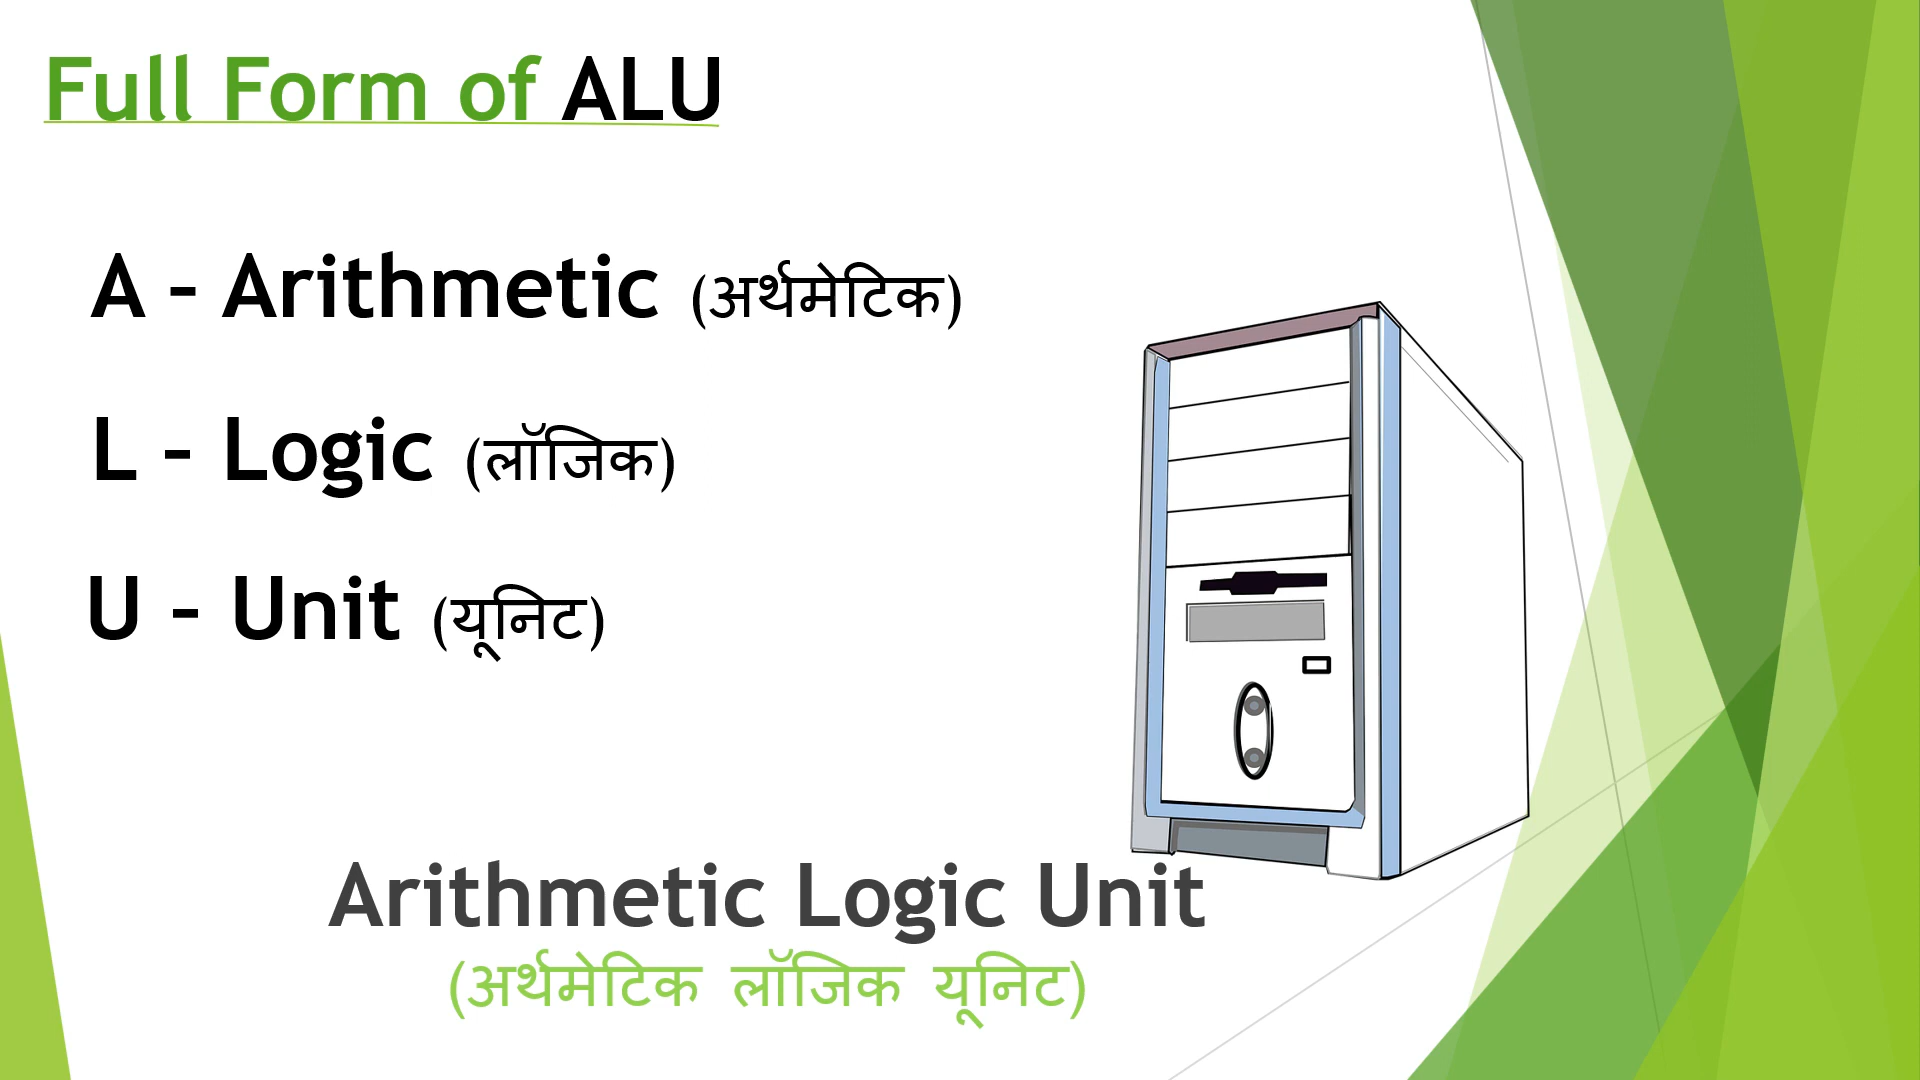 Full Form of ALU
A – Arithmetic (अर्थमेटिक)
L – Logic (लॉजिक)
U – Unit (यूनिट)
Arithmetic Logic Unit
(अर्थमेटिक लॉजिक यूनिट)